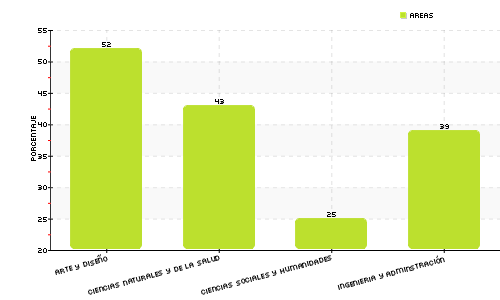 AREAS
PORCENTAJE
55
50
45
40
35
30
25
20
52
43
25
39
ARTE Y DISEÑO
CIENCIAS NATURALES Y DE LA SALUD
CIENCIAS SOCIALES Y HUMANIDADES
INGENIERIA Y ADMINSTRACIÓN